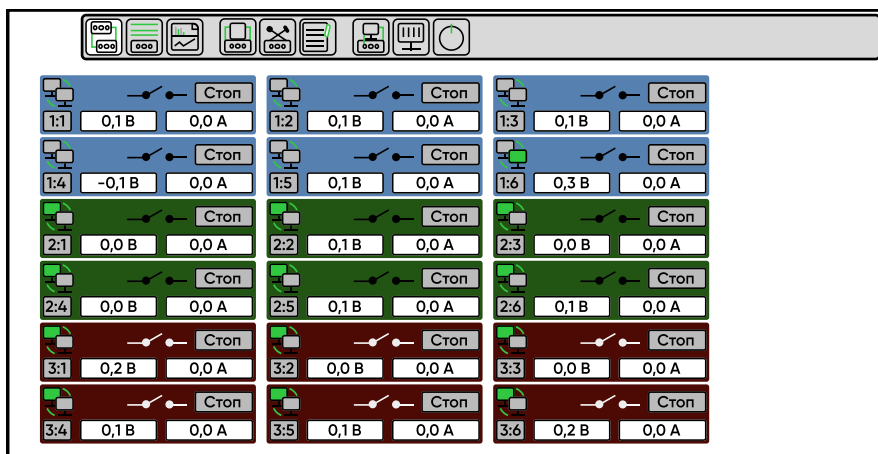 Стоп Стоп Стоп
1:1 0,1 В 0,0 А 1:2 0,1 В 0,0 А 1:3 0,1 В 0,0 А
Стоп Стоп Стоп
1:4 -0,1 В 0,0 А 1:5 0,1 В 0,0 А 1:6 0,3 В 0,0 А
Стоп Стоп Стоп
2:1 0,0 В 0,0 А 2:2 0,1 В 0,0 А 2:3 0,0 В 0,0 А
Стоп Стоп Стоп
2:4 0,0 В 0,0 А 2:5 0,1 В 0,0 А 2:6 0,1 В 0,0 А
Стоп Стоп Стоп
3:1 0,2 В 0,0 А 3:2 0,0 В 0,0 А 3:3 0,0 В 0,0 А
Стоп Стоп Стоп
3:4 0,1 В 0,0 А 3:5 0,1 В 0,0 А 3:6 0,2 В 0,0 А